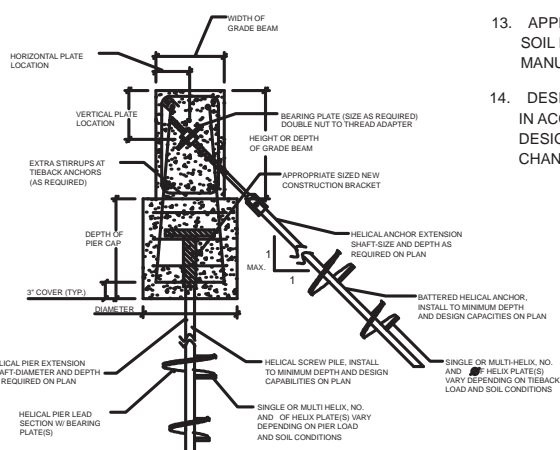 WIDTH OF
GRADE BEAM
HORIZONTAL PLATE
LOCATION
VERTICAL PLATE
LOCATION
BEARING PLATE (SIZE AS REQUIRED)
DOUBLE NUT TO THREAD ADAPTER
HEIGHT OR DEPTH
OF GRADE BEAM
EXTRA STIRRUPS AT
TIEBACK ANCHORS
(AS REQUIRED)
APPROPRIATE SIZED NEW
CONSTRUCTION BRACKET
DEPTH OF
PIER CAP
HELICAL ANCHOR EXTENSION
SHAFT-SIZE AND DEPTH AS
REQUIRED ON PLAN
1
MAX.
1
3" COVER (TYP.)
DIAMETER
BATTERED HELICAL ANCHOR,
INSTALL TO MINIMUM DEPTH
AND DESIGN CAPACITIES ON PLAN
LICAL PIER EXTENSION
AFT-DIAMETER AND DEPTH
REQUIRED ON PLAN
HELICAL SCREW PILE, INSTALL
TO MINIMUM DEPTH AND DESIGN
CAPABILITIES ON PLAN
SINGLE OR MULTI-HELIX, NO.
AND OF HELIX PLATE(S)
VARY DEPENDING ON TIEBACK
LOAD AND SOIL CONDITIONS
HELICAL PIER LEAD
SECTION W/ BEARING
PLATE(S)
SINGLE OR MULTI HELIX, NO.
AND OF HELIX PLATE(S) VARY
DEPENDING ON PIER LOAD
AND SOIL CONDITIONS
13. APP
SOIL
MANU
14. DESI
IN ACC
DESIG
CHAN